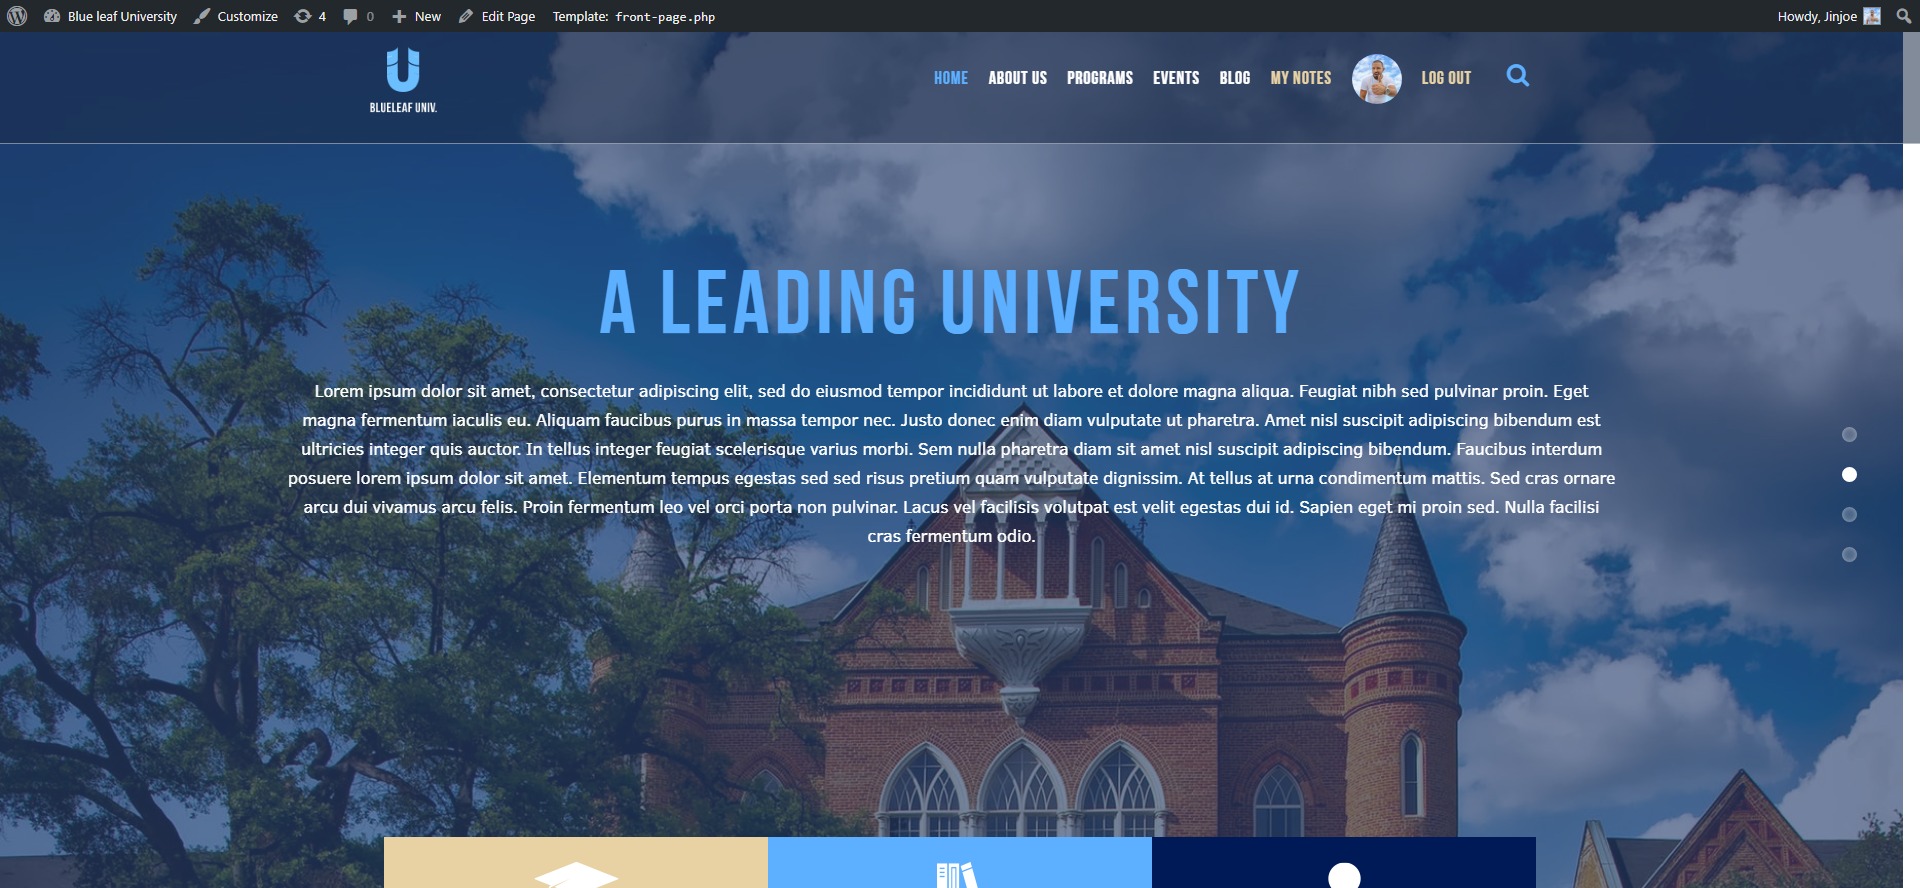 Blue leaf University Customize 4 0 New Edit Page Template: front-page.php Howdy, Jinjoe
U
BLUELEAF UNIV.
HOME ABOUT US PROGRAMS EVENTS BLOG MY NOTES LOG OUT
A LEADING UNIVERSITY
Lorem ipsum dolor sit amet, consectetur adipiscing elit, sed do eiusmod tempor incididunt ut labore et dolore magna aliqua. Feugiat nibh sed pulvinar proin. Eget
magna fermentum iaculis eu. Aliquam faucibus purus in massa tempor nec. Justo donec enim diam vulputate ut pharetra. Amet nisl suscipit adipiscing bibendum est
ultricies integer quis auctor. In tellus integer feugiat scelerisque varius morbi. Sem nulla pharetra diam sit amet nisl suscipit adipiscing bibendum. Faucibus interdum
posuere lorem ipsum dolor sit amet. Elementum tempus egestas sed sed risus pretium quam vulputate dignissim. At tellus at urna condimentum mattis. Sed cras ornare
arcu dui vivamus arcu felis. Proin fermentum leo vel orci porta non pulvinar. Lacus vel facilisis volutpat est velit egestas dui id. Sapien eget mi proin sed. Nulla facilisi
cras fermentum odio.